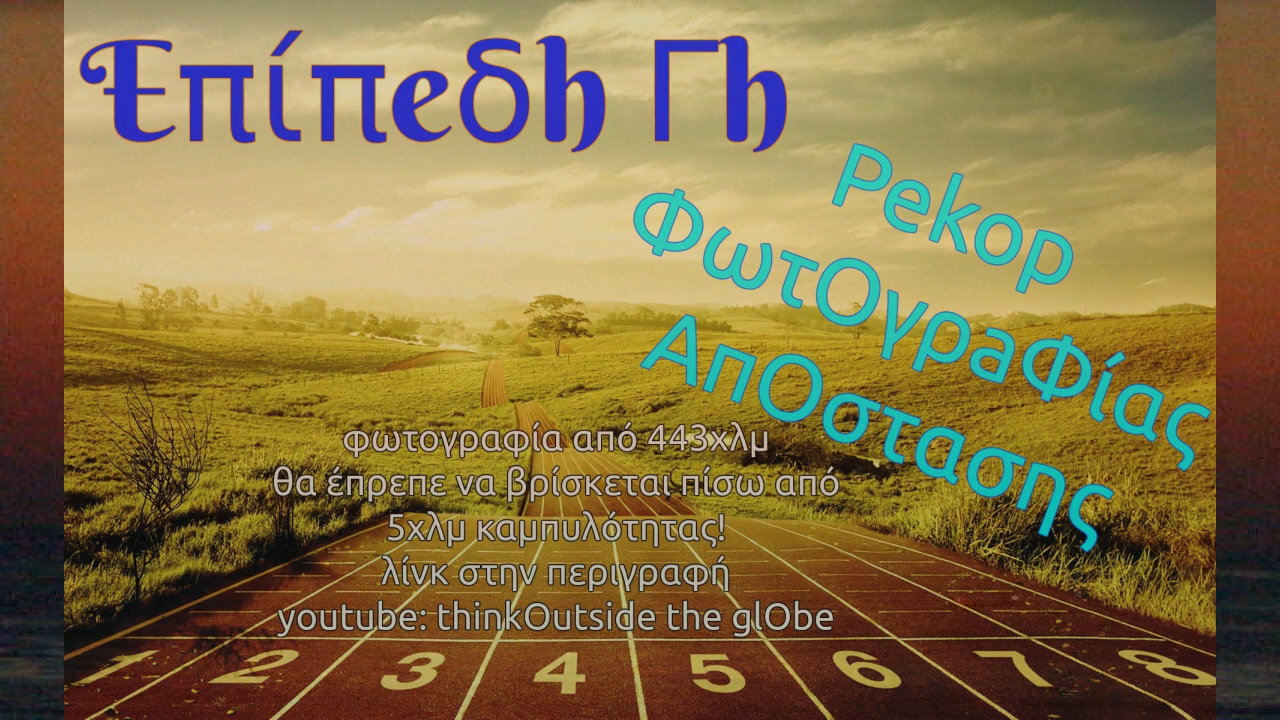 Επίπεδη Γη
Ρεkορ
ΦωτΟγραΦίας
ΑπΟστασης
φωτογραφία από 443χλμ
θα έπρεπε να βρίσκεται πίσω από
5χλμ καμπυλότητας!
λίνκ στην περιγραφή
youtube: thinkOutside the glObe
1 2 3 4 5 6 7 8